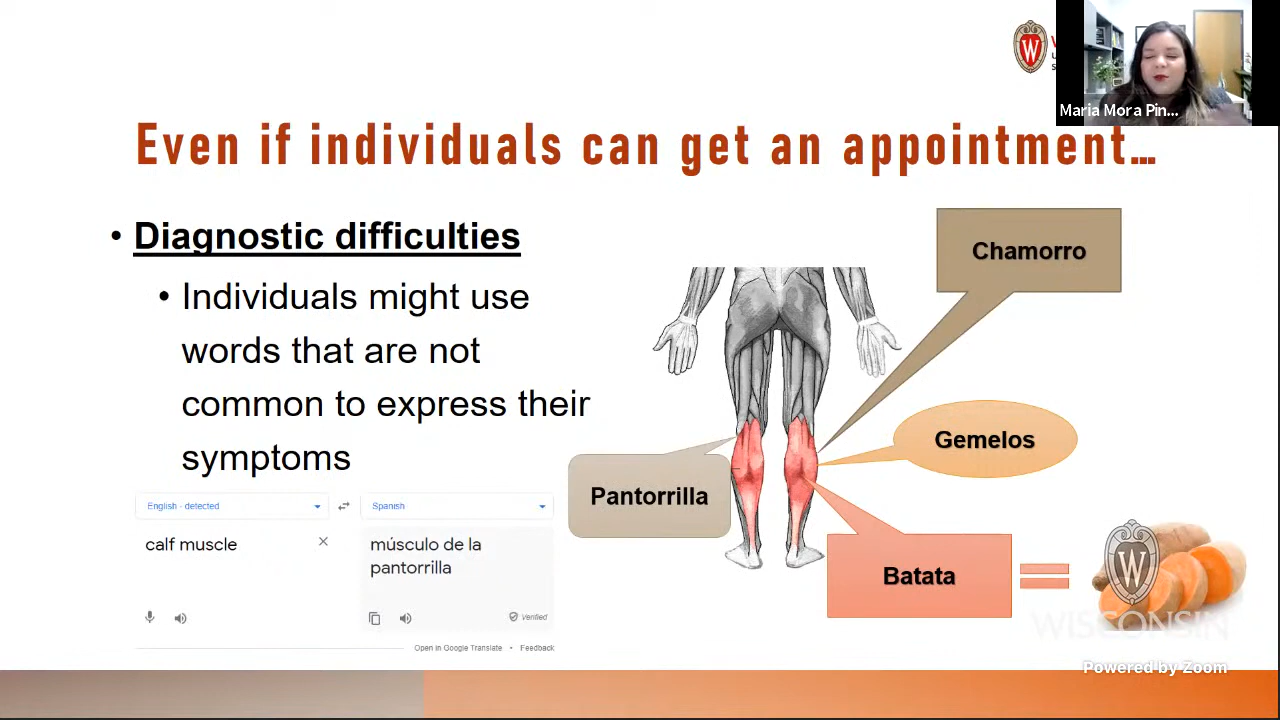 W
Maria Mora Pin...
Even if individuals can get an appointment...
• Diagnostic difficulties
• Individuals might use
words that are not
common to express their
symptoms
Chamorro
Gemelos
Pantorrilla
Batata
English - detected
Spanish
calf muscle
músculo de la
pantorrilla
Verified
Open in Google Translate • Feedback
W
WISCONSIN
Powered by Zoom